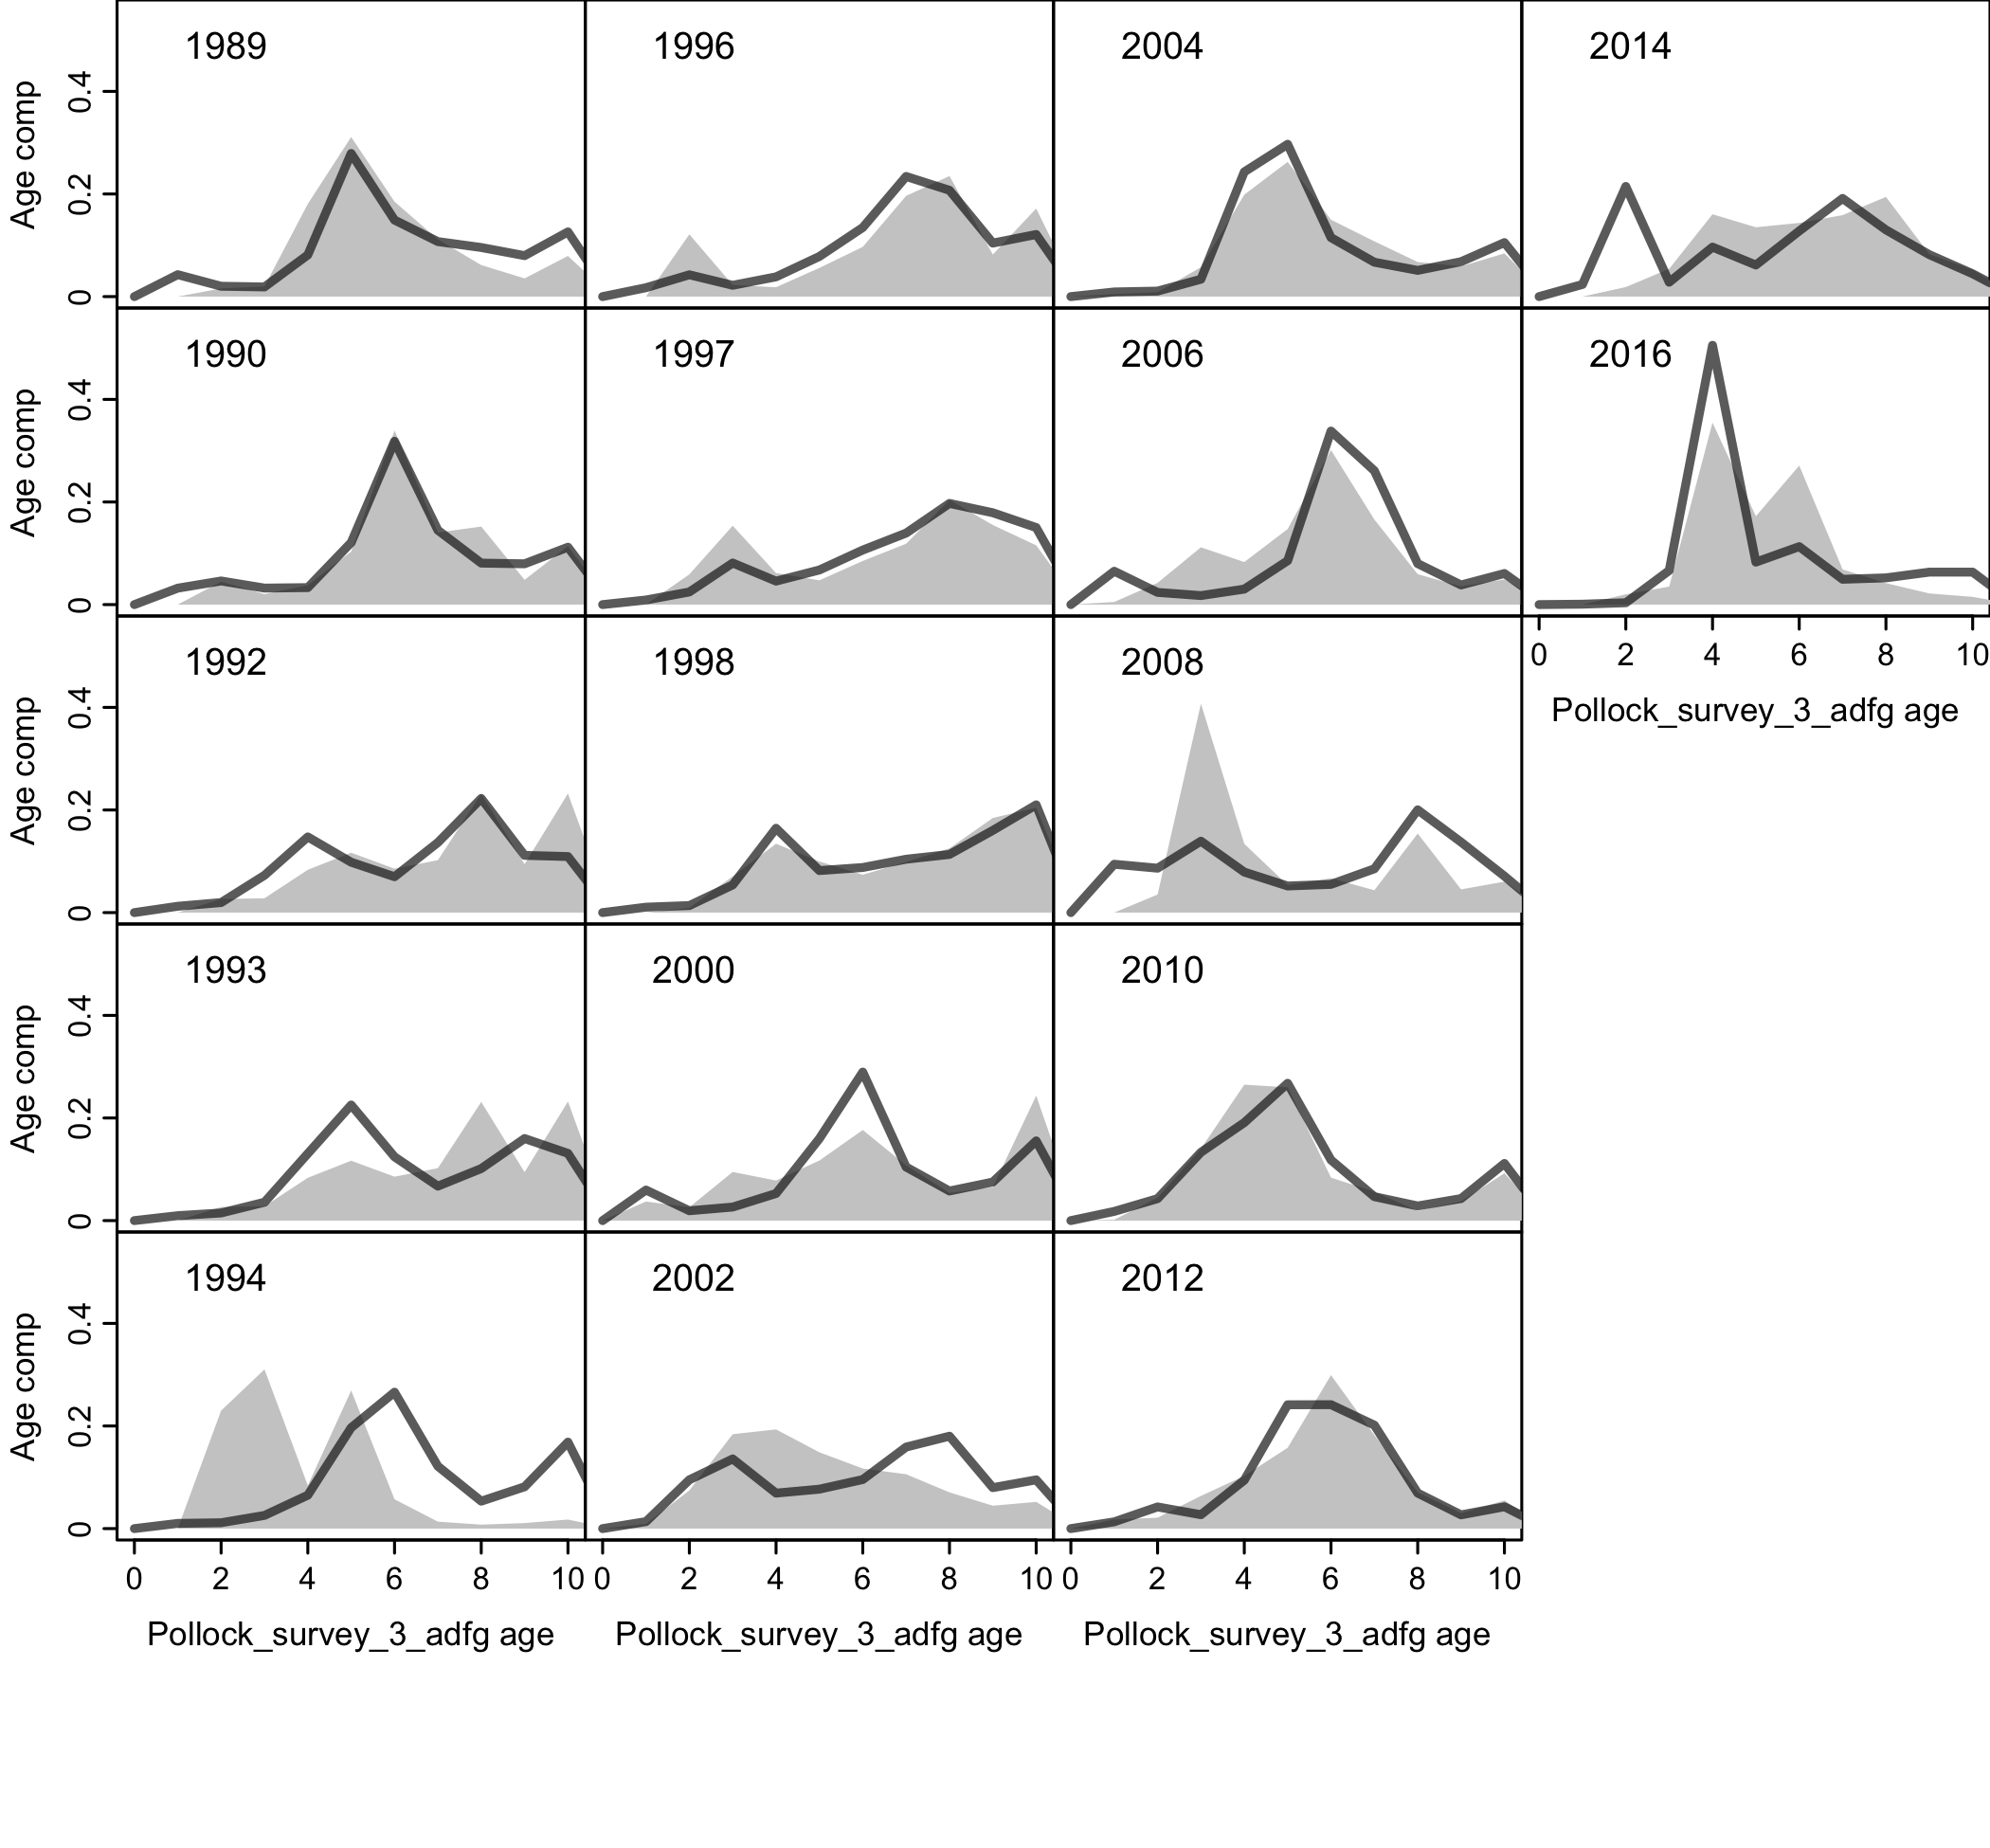 1989 1996 2004 2014
Age comp 0 0.2 0.4
1990 1997 2006 2016
Age comp 0 0.2 0.4
0 2 4 6 8 10
Pollock_survey_3_adfg age
1992 1998 2008
Age comp 0 0.2 0.4
1993 2000 2010
Age comp 0 0.2 0.4
1994 2002 2012
Age comp 0 0.2 0.4
0 2 4 6 8 10 0 2 4 6 8 10 0 2 4 6 8 10
Pollock_survey_3_adfg age Pollock_survey_3_adfg age Pollock_survey_3_adfg age